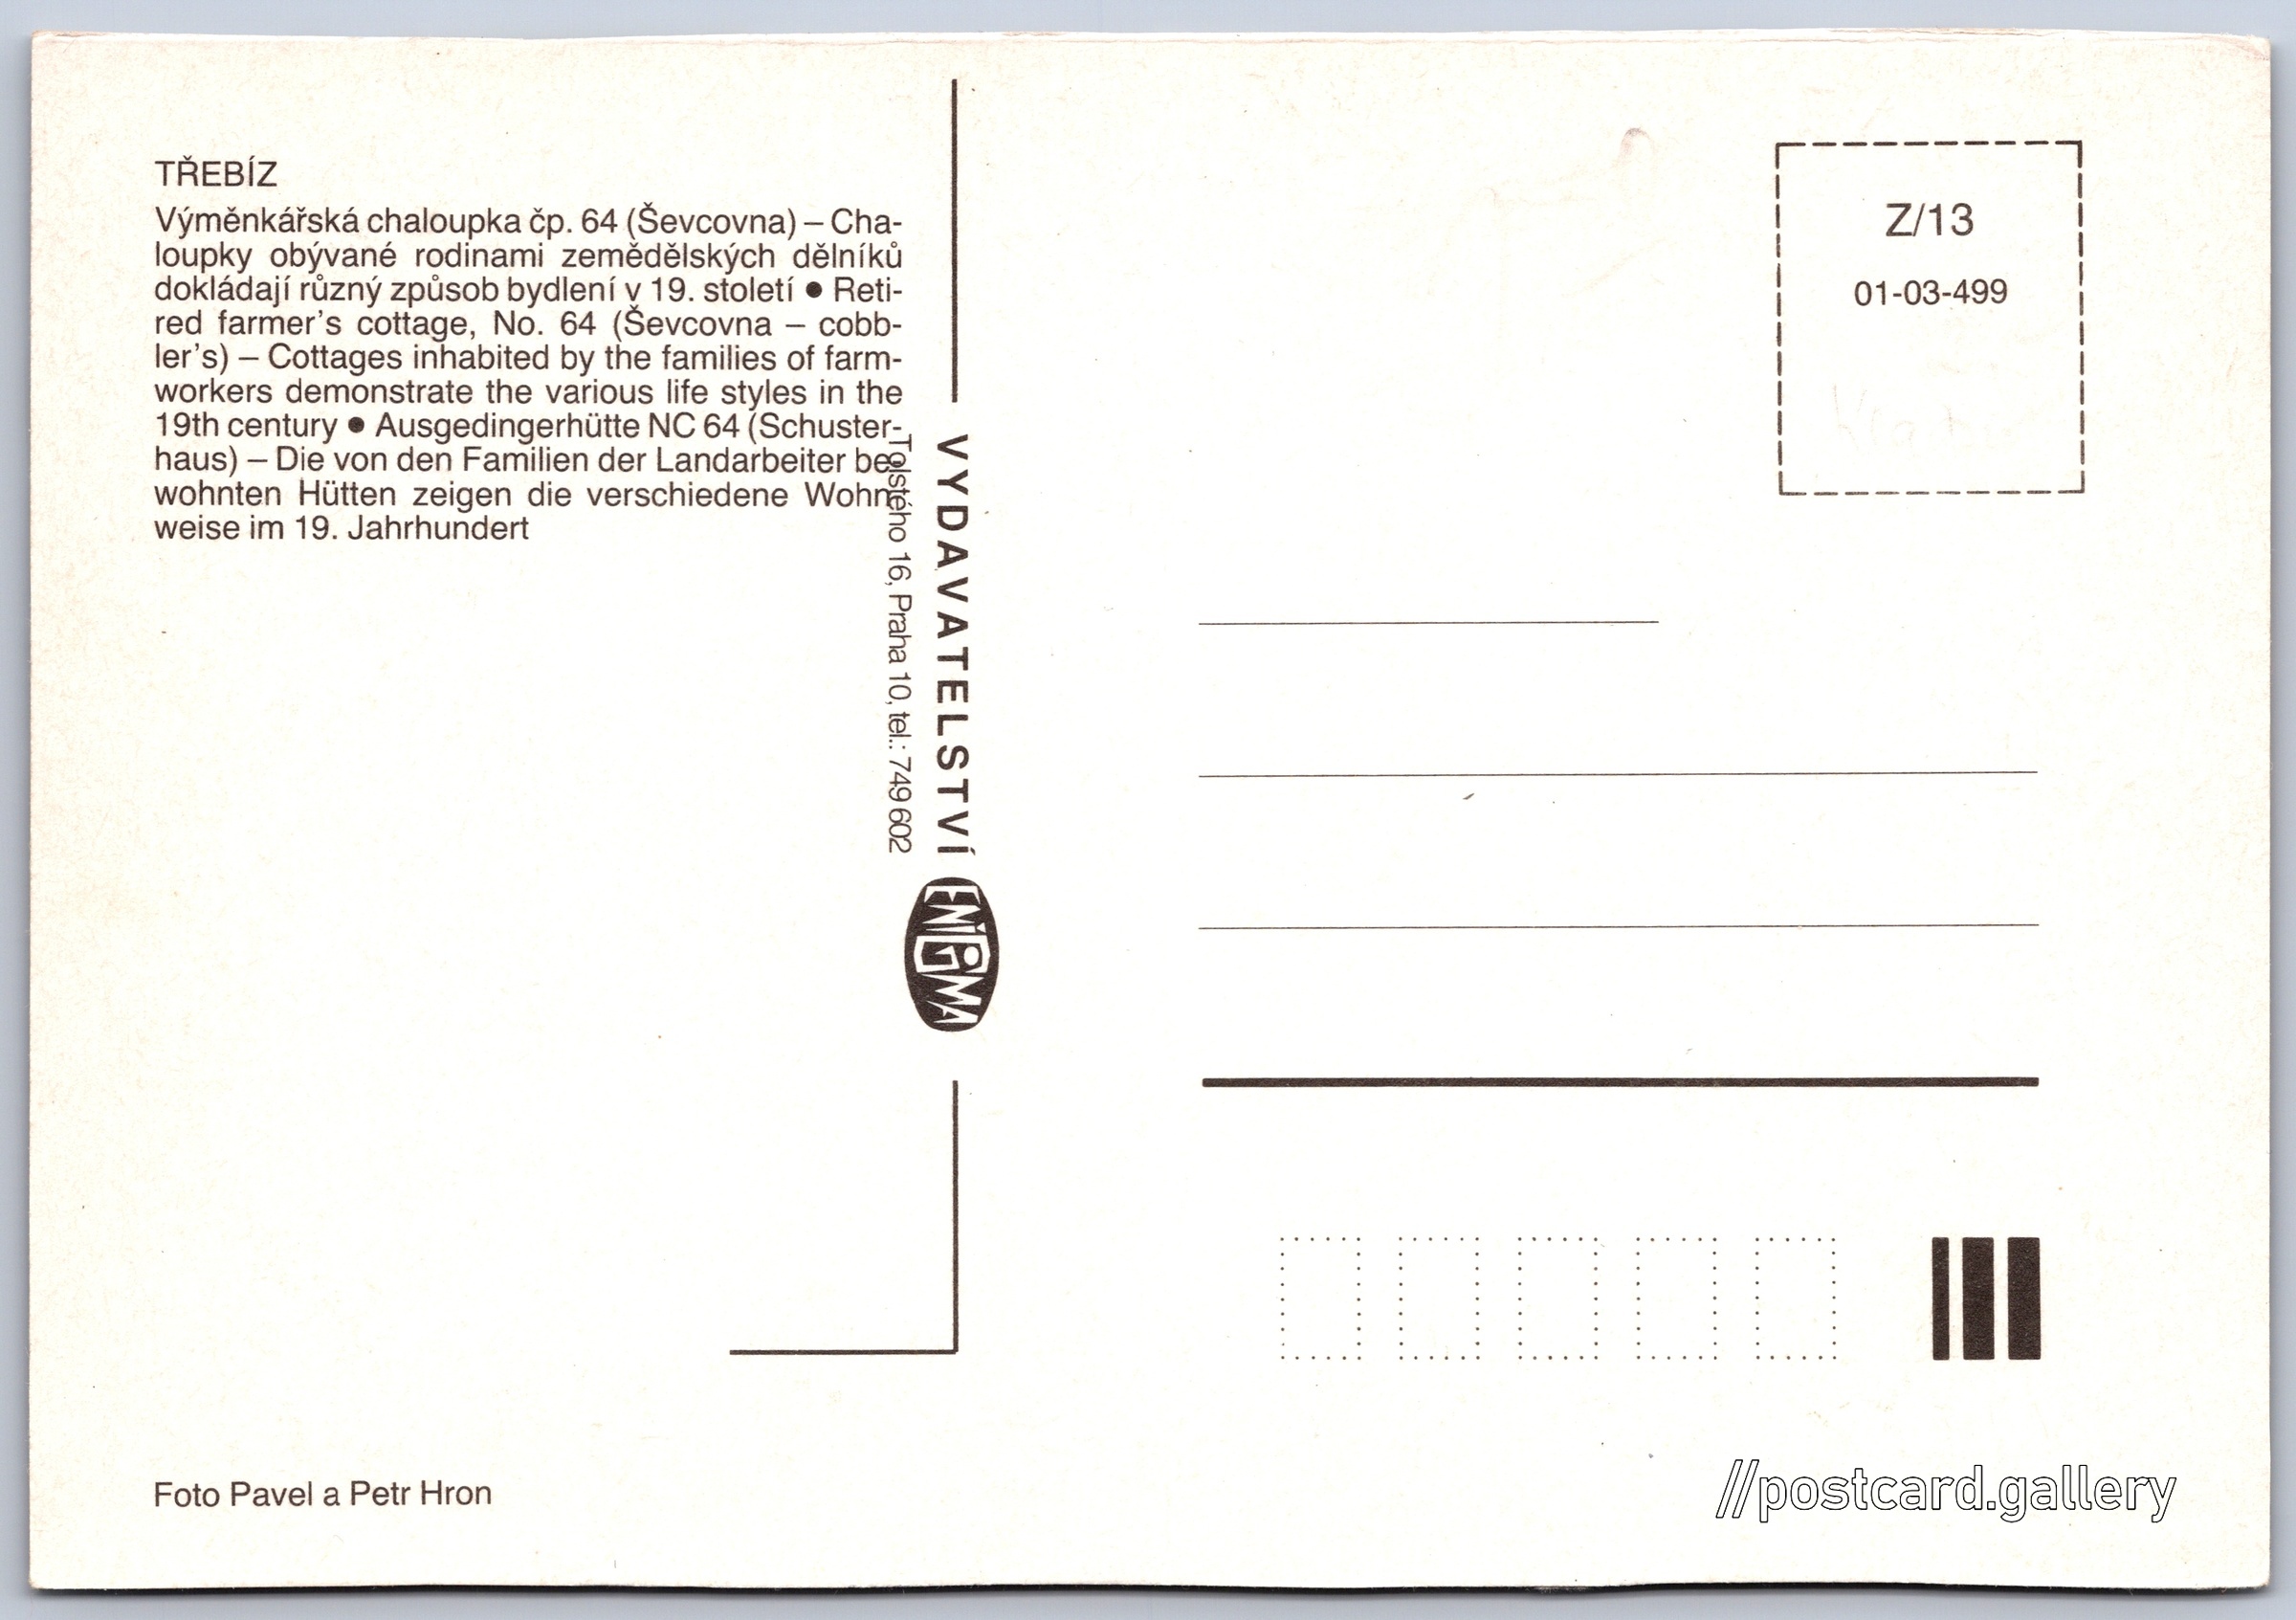 TŘEBÍZ
Výměnkářská chaloupka čp. 64 (Ševcovna) – Cha-
loupky obývané rodinami zemědělských dělníků
dokládají různý způsob bydlení v 19. století ● Reti-
red farmer's cottage, No. 64 (Ševcovna – cobb-
ler's) – Cottages inhabited by the families of farm-
workers demonstrate the various life styles in the
19th century ● Ausgedingerhütte NC 64 (Schuster-
haus) – Die von den Familien der Landarbeiter be-
wohnten Hütten zeigen die verschiedene Wohn-
weise im 19. Jahrhundert
Foto Pavel a Petr Hron
VYDAVATELSTVÍ
ENIGMA
Tolstého 16, Praha 10, tel.: 749 602
Z/13
01-03-499
//postcard.gallery